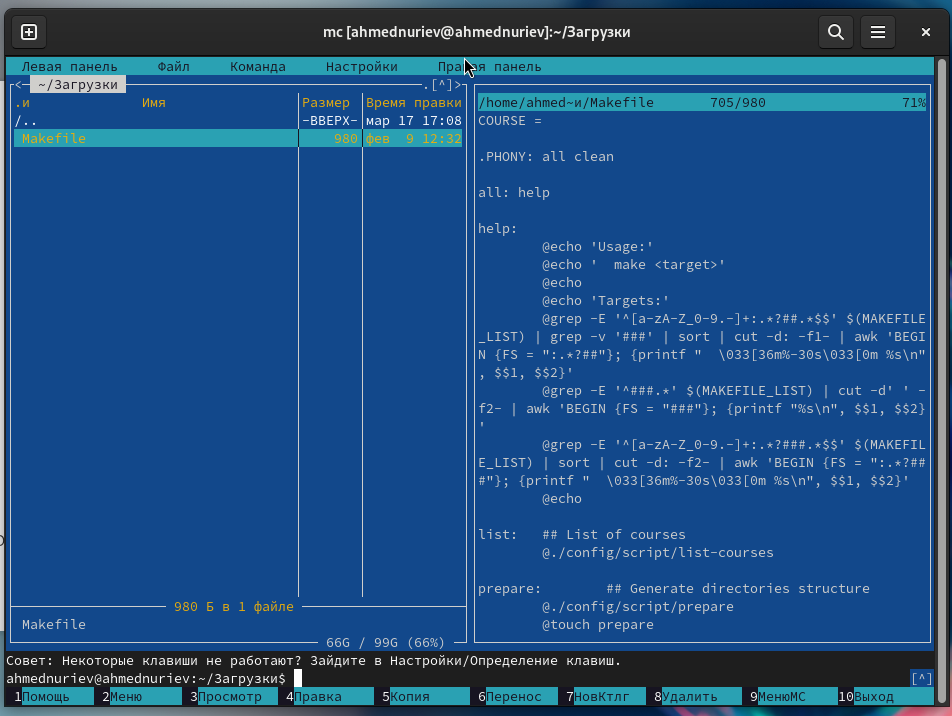 mc [ahmednuriev@ahmednuriev]:~/Загрузки
Левая панель Файл Команда Настройки Правая панель
<— ~/Загрузки .[^]>
.и Имя Размер Время правки
/.. -ВВЕРХ- мар 17 17:08
Makefile 980 фев  9 12:32
980 Б в 1 файле
Makefile
66G / 99G (66%)
/home/ahmed~и/Makefile 705/980 71%
COURSE =
.PHONY: all clean
all: help
help:
        @echo 'Usage:'
        @echo '  make <target>'
        @echo
        @echo 'Targets:'
        @grep -E '^[a-zA-Z_0-9.-]+:.*?##.*$$' $(MAKEFILE
_LIST) | grep -v '###' | sort | cut -d: -f1- | awk 'BEGI
N {FS = ":.*?##"}; {printf "  \033[36m%-30s\033[0m %s\n"
, $$1, $$2}'
        @grep -E '^###.*' $(MAKEFILE_LIST) | cut -d' ' -
f2- | awk 'BEGIN {FS = "###"}; {printf "%s\n", $$1, $$2}
'
        @grep -E '^[a-zA-Z_0-9.-]+:.*?###.*$$' $(MAKEFIL
E_LIST) | sort | cut -d: -f2- | awk 'BEGIN {FS = ":.*?##
#"}; {printf "  \033[36m%-30s\033[0m %s\n", $$1, $$2}'
        @echo
list:   ## List of courses
        @./config/script/list-courses
prepare:        ## Generate directories structure
        @./config/script/prepare
        @touch prepare
Совет: Некоторые клавиши не работают? Зайдите в Настройки/Определение клавиш.
ahmednuriev@ahmednuriev:~/Загрузки$ [^]
1Помощь 2Меню 3Просмотр 4Правка 5Копия 6Перенос 7НовКтлг 8Удалить 9МенюМС 10Выход